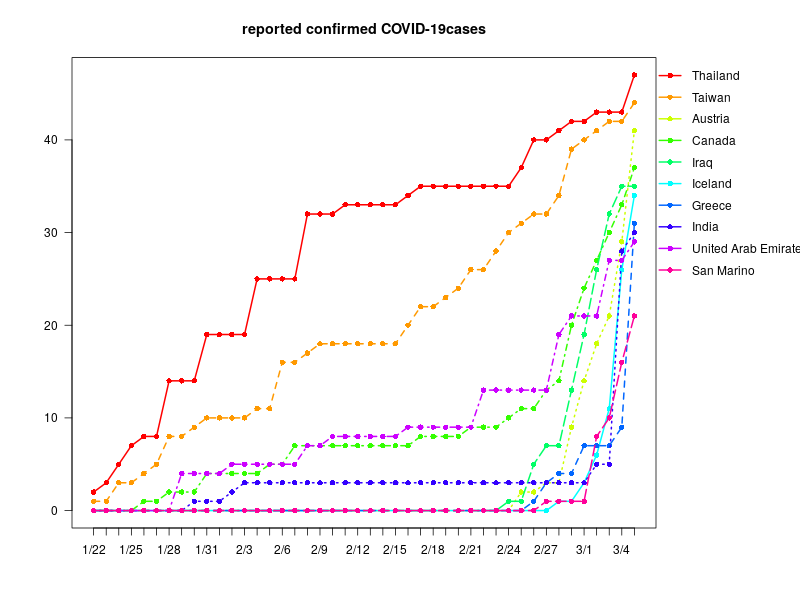 reported confirmed COVID-19cases
Thailand
Taiwan
Austria
Canada
Iraq
Iceland
Greece
India
United Arab Emirate
San Marino
40
30
20
10
0
1/22 1/25 1/28 1/31 2/3 2/6 2/9 2/12 2/15 2/18 2/21 2/24 2/27 3/1 3/4